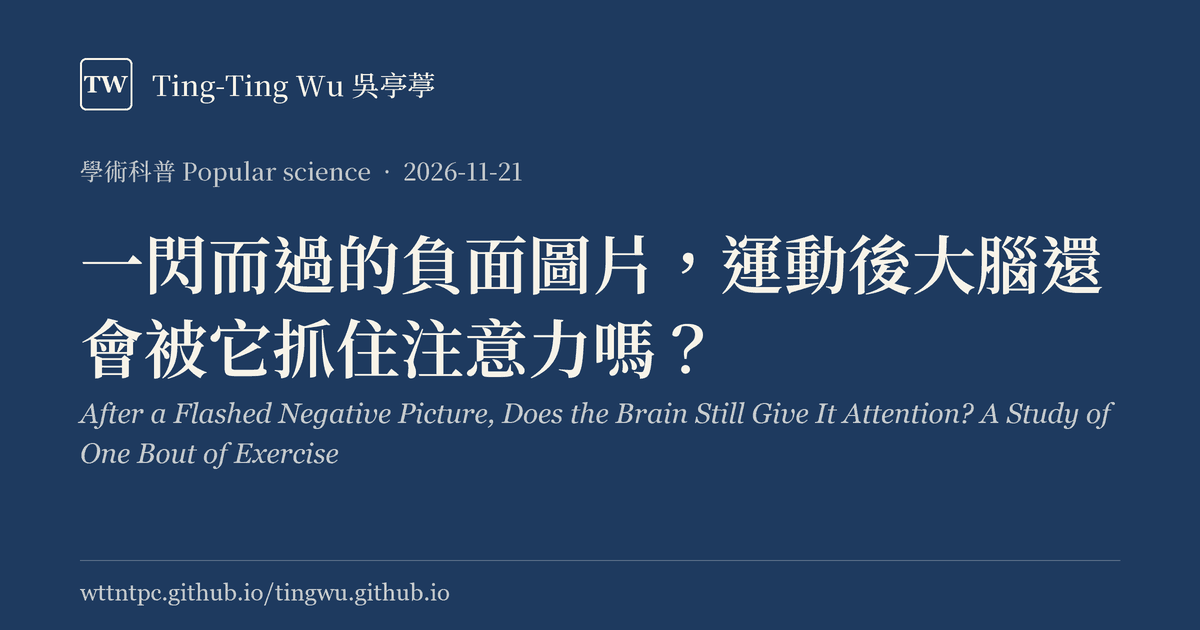 TW
Ting-Ting Wu 吳亭葶
學術科普 Popular science · 2026-11-21
一閃而過的負面圖片，運動後大腦還
會被它抓住注意力嗎？
After a Flashed Negative Picture, Does the Brain Still Give It Attention? A Study of
One Bout of Exercise
wttntpc.github.io/tingwu.github.io